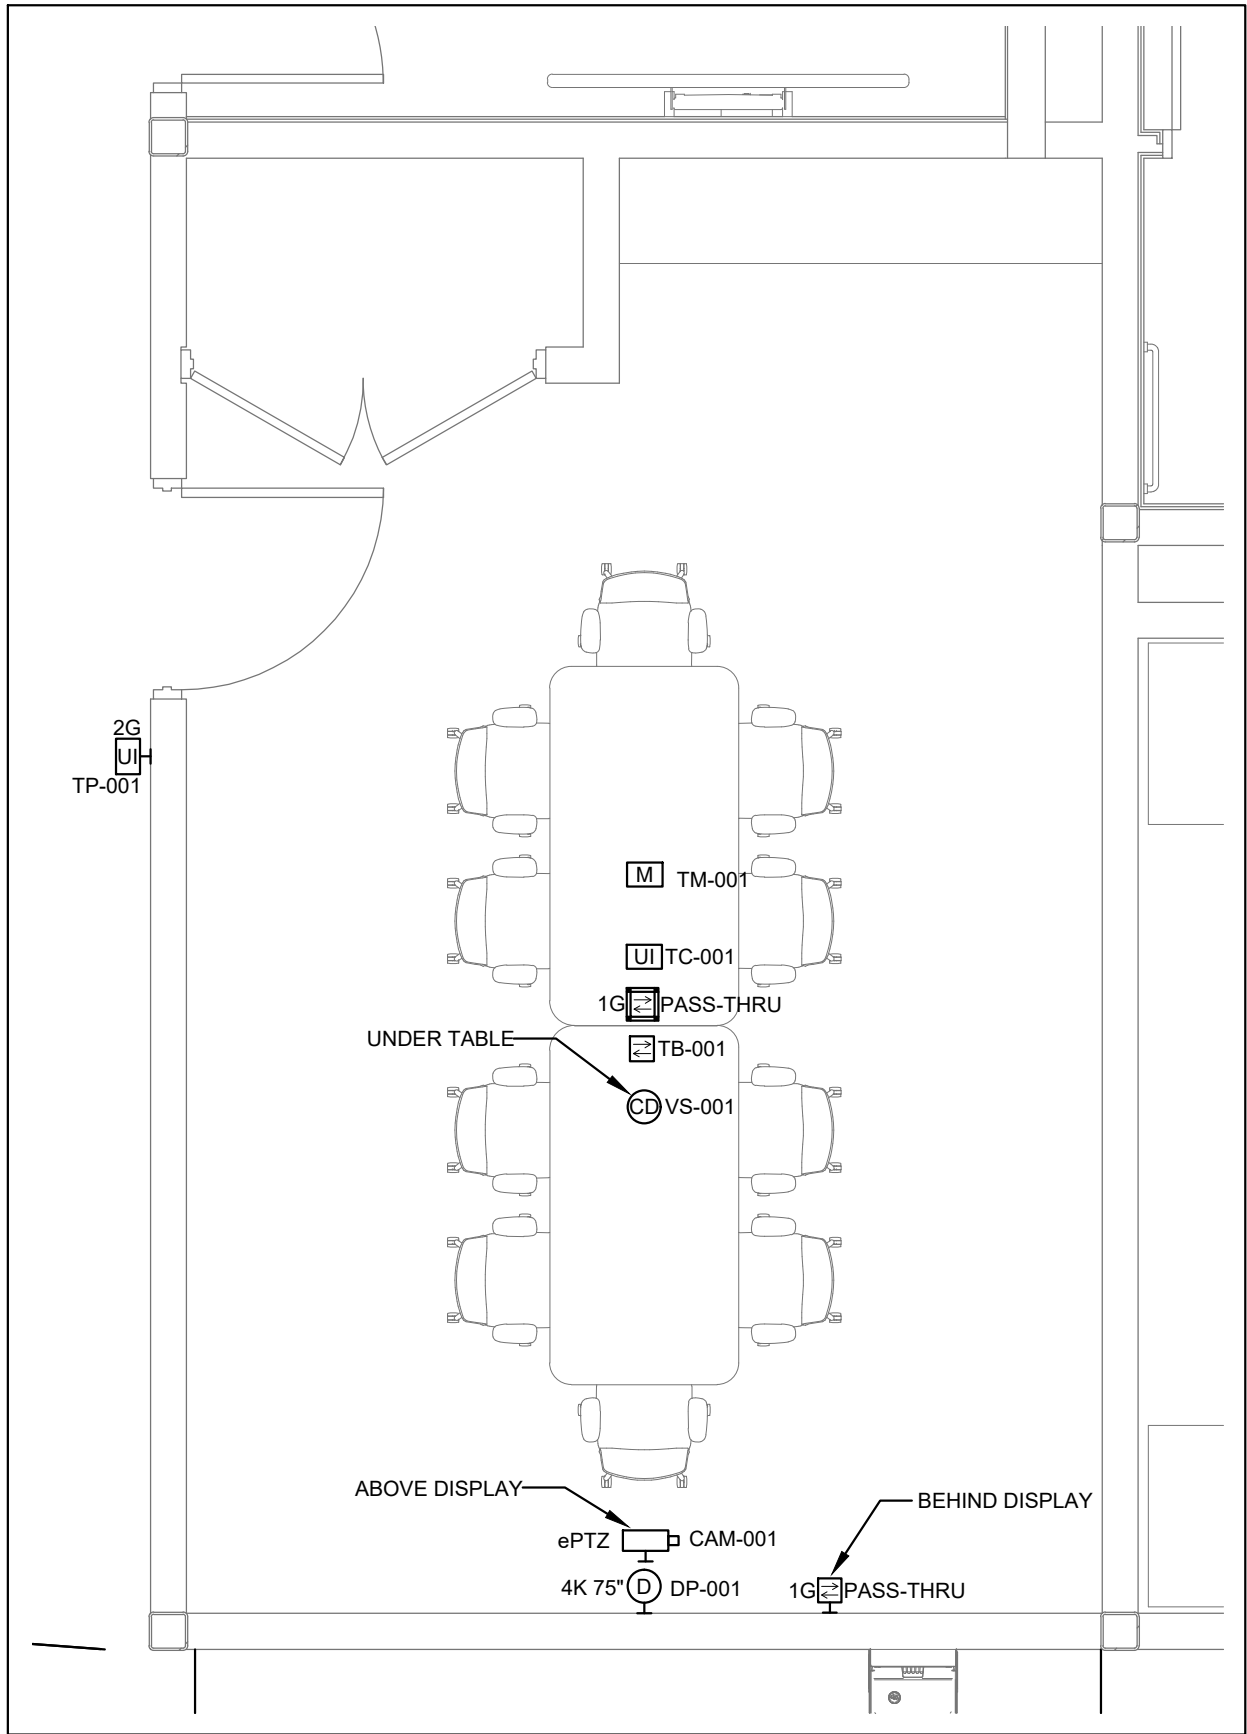 2G
UI
TP-001
M TM-001
UI TC-001
1G PASS-THRU
UNDER TABLE
TB-001
CD VS-001
ABOVE DISPLAY
BEHIND DISPLAY
ePTZ CAM-001
4K 75" D DP-001
1G PASS-THRU